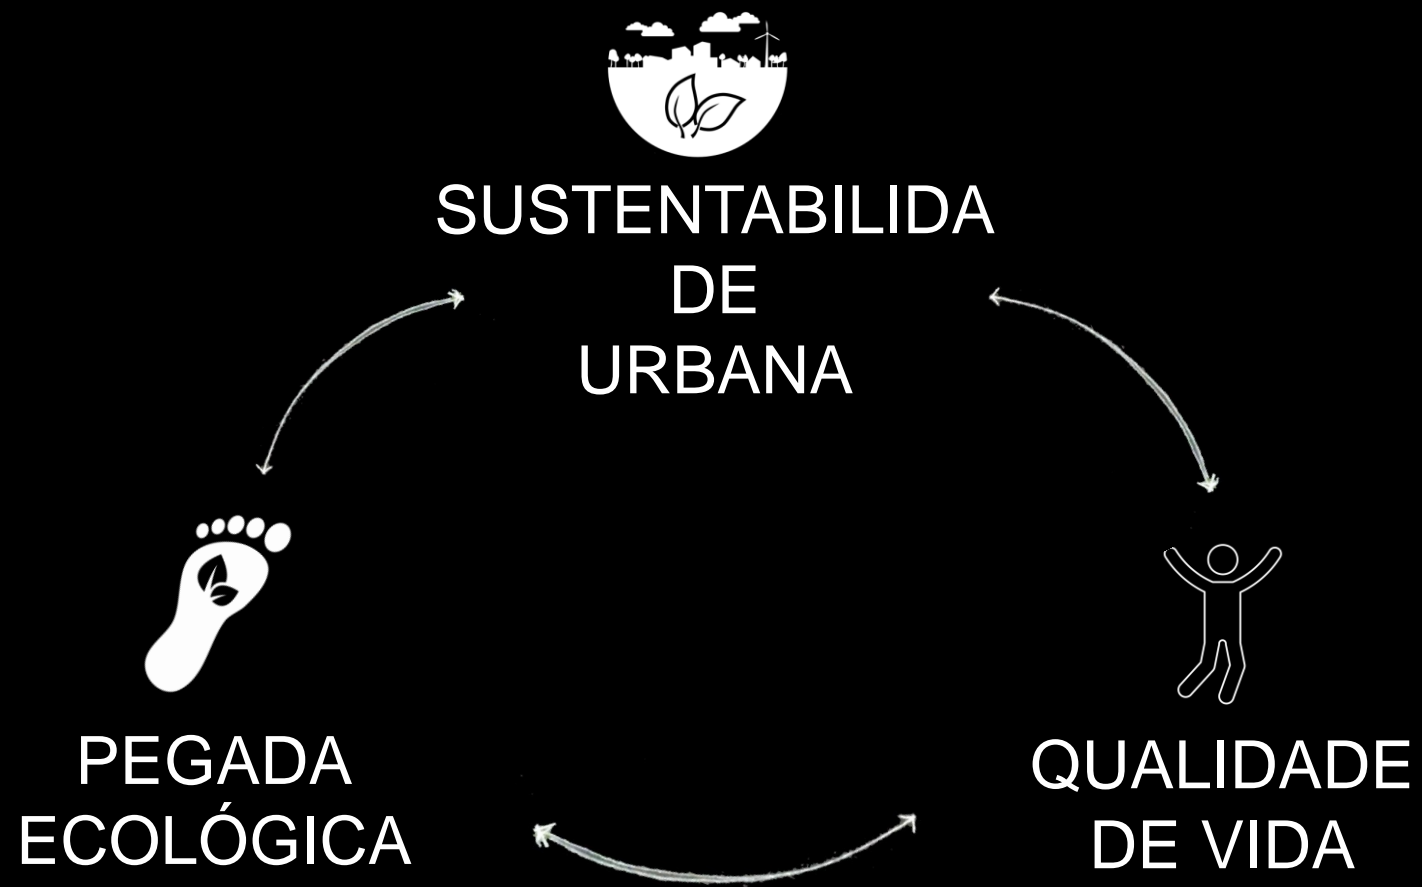 SUSTENTABILIDA
DE
URBANA
PEGADA
ECOLÓGICA
QUALIDADE
DE VIDA